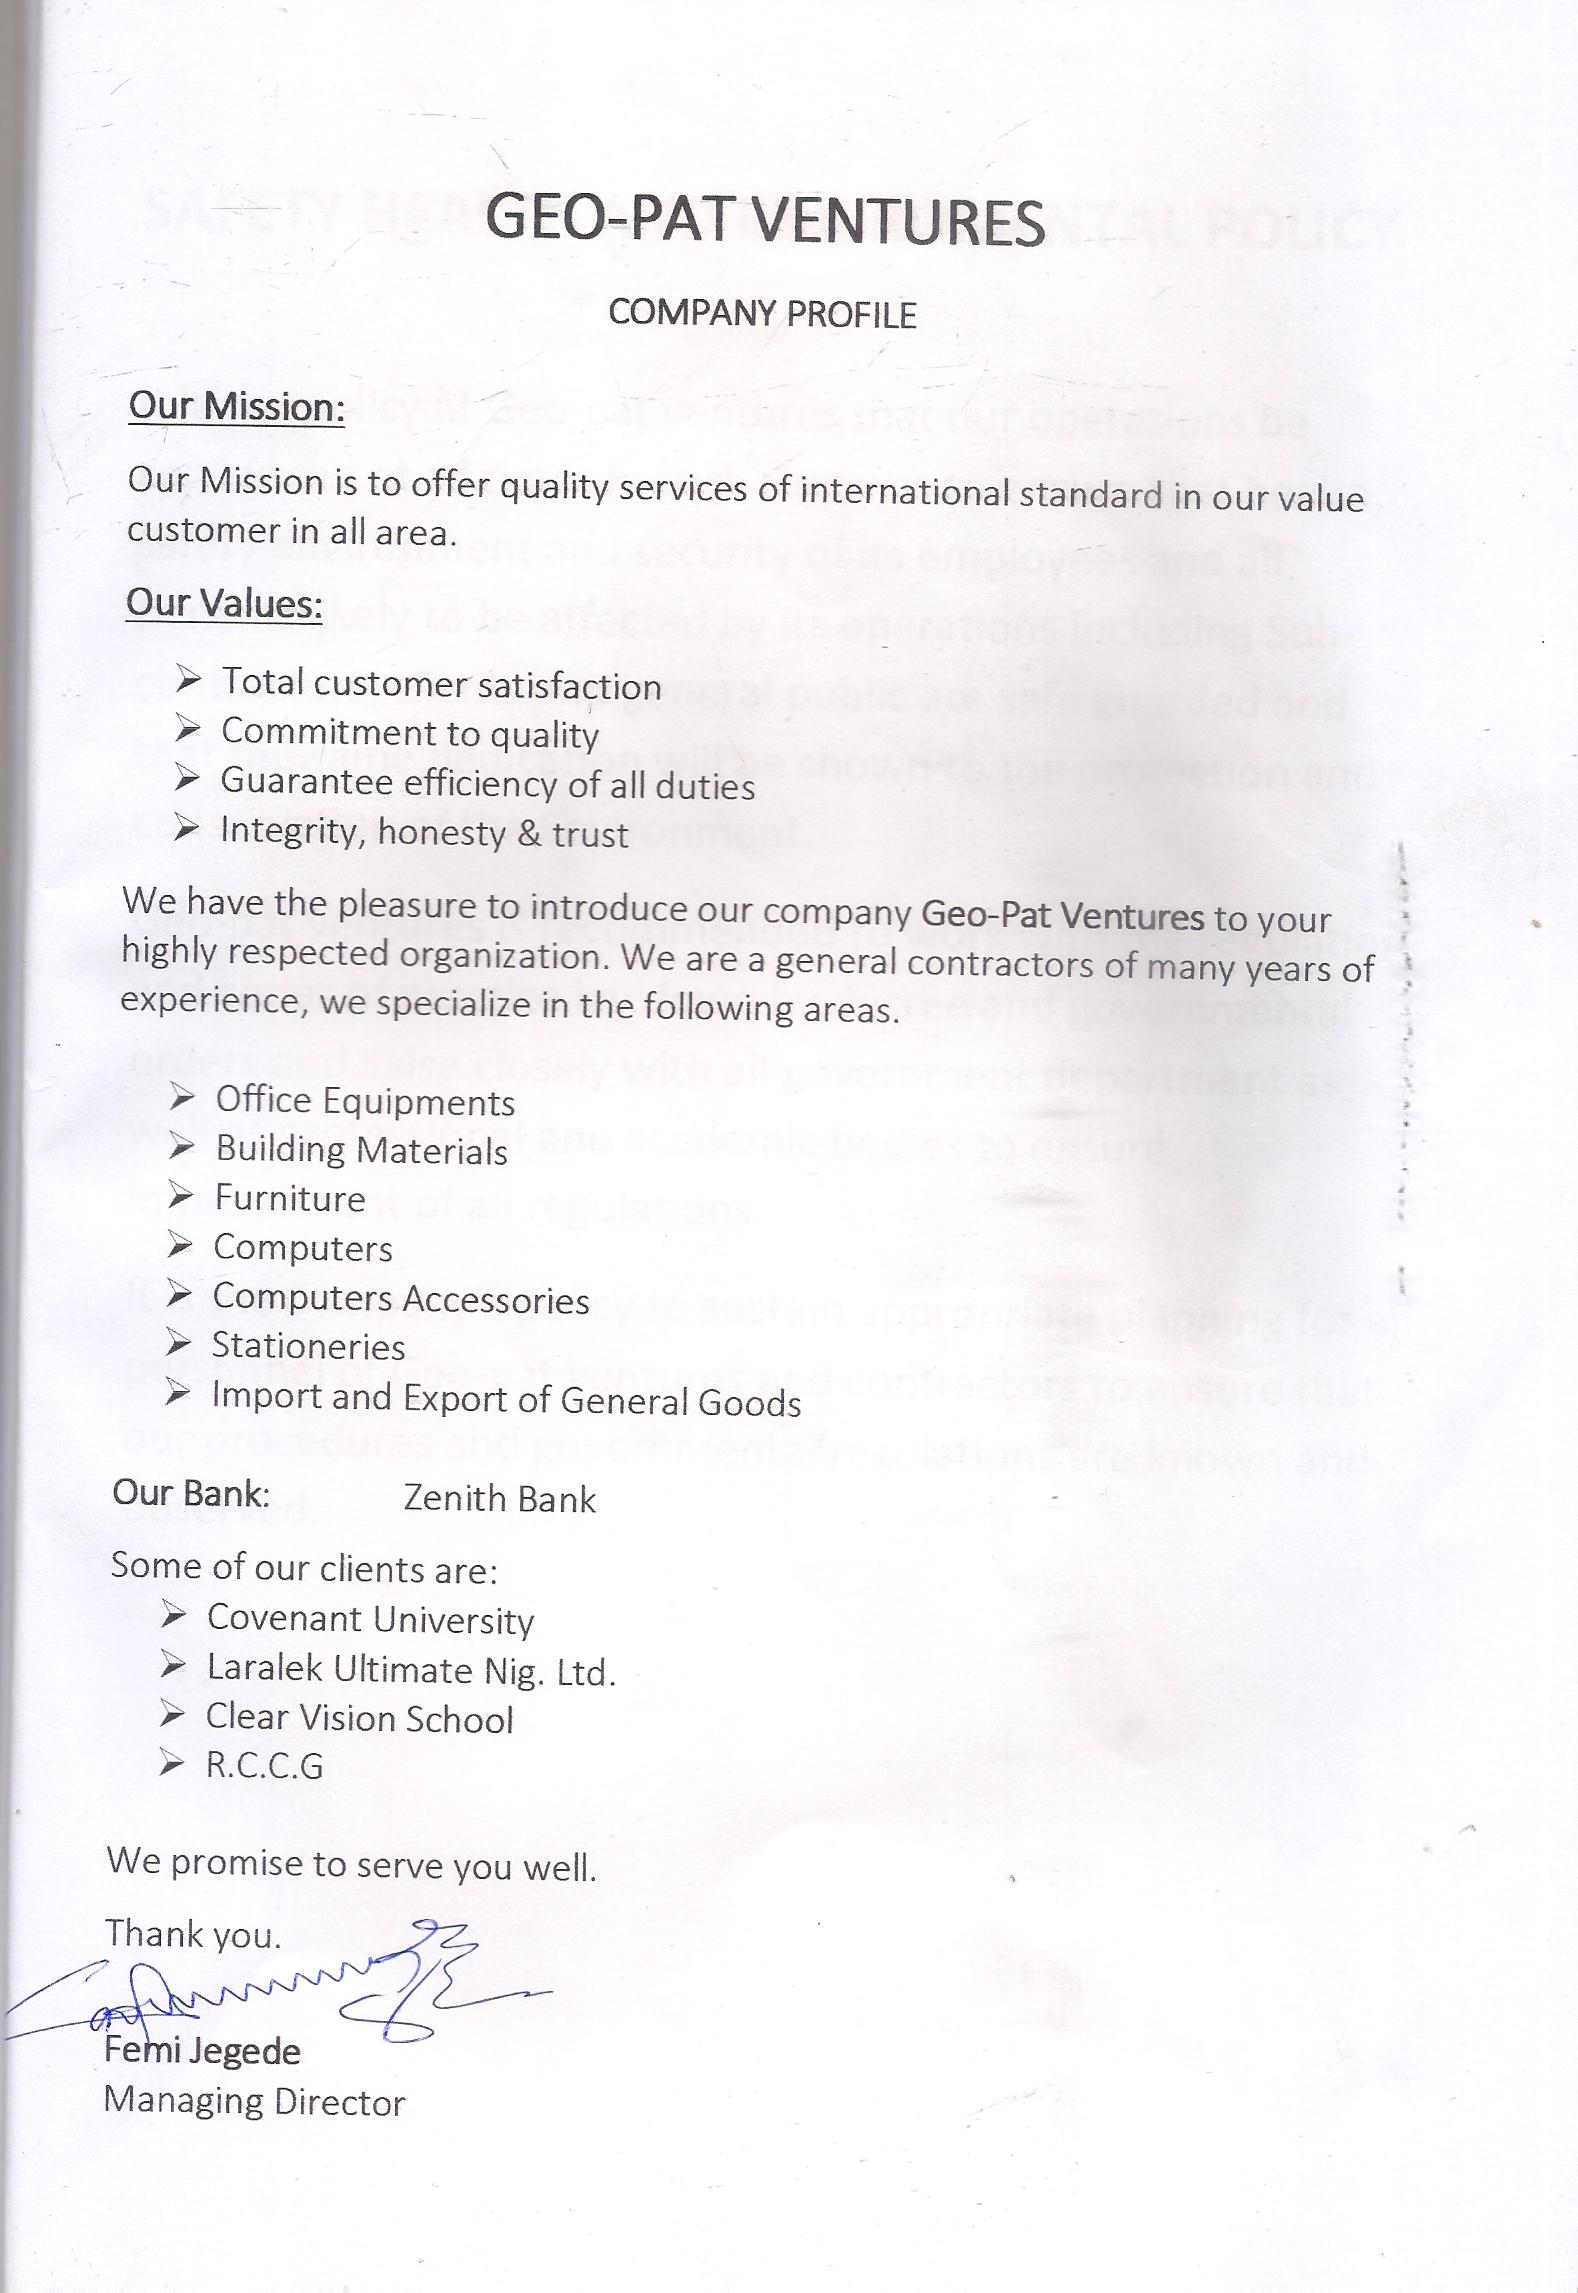 GEO-PAT VENTURES
COMPANY PROFILE
Our Mission:
Our Mission is to offer quality services of international standard in our value
customer in all area.
Our Values:
➢ Total customer satisfaction
➢ Commitment to quality
➢ Guarantee efficiency of all duties
➢ Integrity, honesty & trust
We have the pleasure to introduce our company Geo-Pat Ventures to your
highly respected organization. We are a general contractors of many years of
experience, we specialize in the following areas.
➢ Office Equipments
➢ Building Materials
➢ Furniture
➢ Computers
➢ Computers Accessories
➢ Stationeries
➢ Import and Export of General Goods
Our Bank: Zenith Bank
Some of our clients are:
➢ Covenant University
➢ Laralek Ultimate Nig. Ltd.
➢ Clear Vision School
➢ R.C.C.G
We promise to serve you well.
Thank you.
Femi Jegede
Managing Director